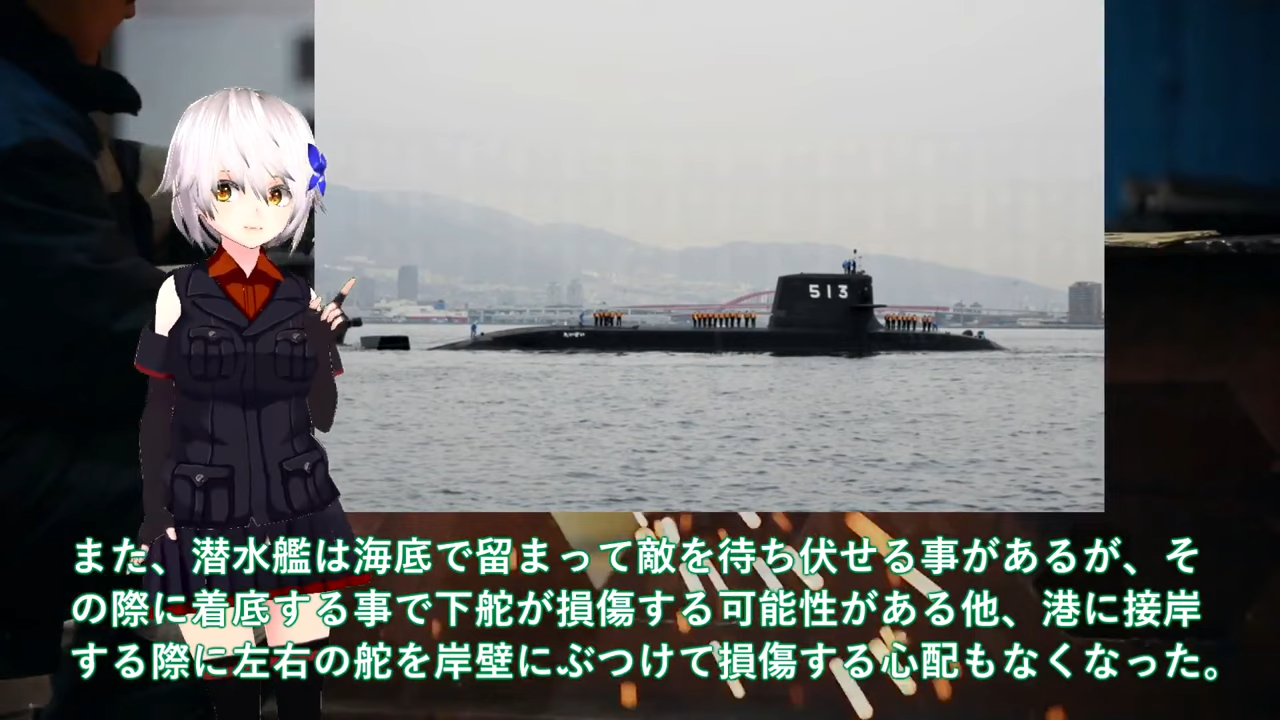 513
また、潜水艦は海底で留まって敵を待ち伏せる事があるが、そ
の際に着底する事で下舵が損傷する可能性がある他、港に接岸
する際に左右の舵を岸壁にぶつけて損傷する心配もなくなった。